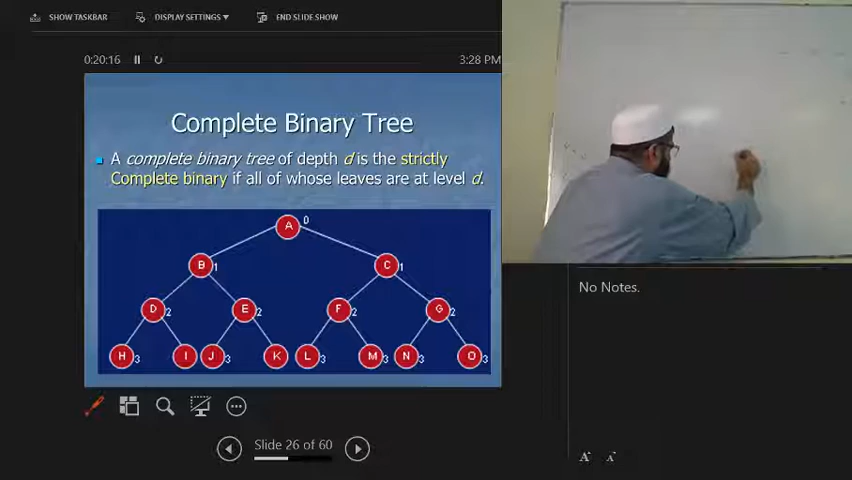 SHOW TASKBAR
DISPLAY SETTINGS
END SLIDE SHOW
0:20:16
3:28 PM
Complete Binary Tree
A complete binary tree of depth d is the strictly
Complete binary if all of whose leaves are at level d.
A 0
B 1 C 1
D 2 E 2 F 2 G 2
H 3 I J 3 K L 3 M 3 N 3 O 3
No Notes.
Slide 26 of 60
A A